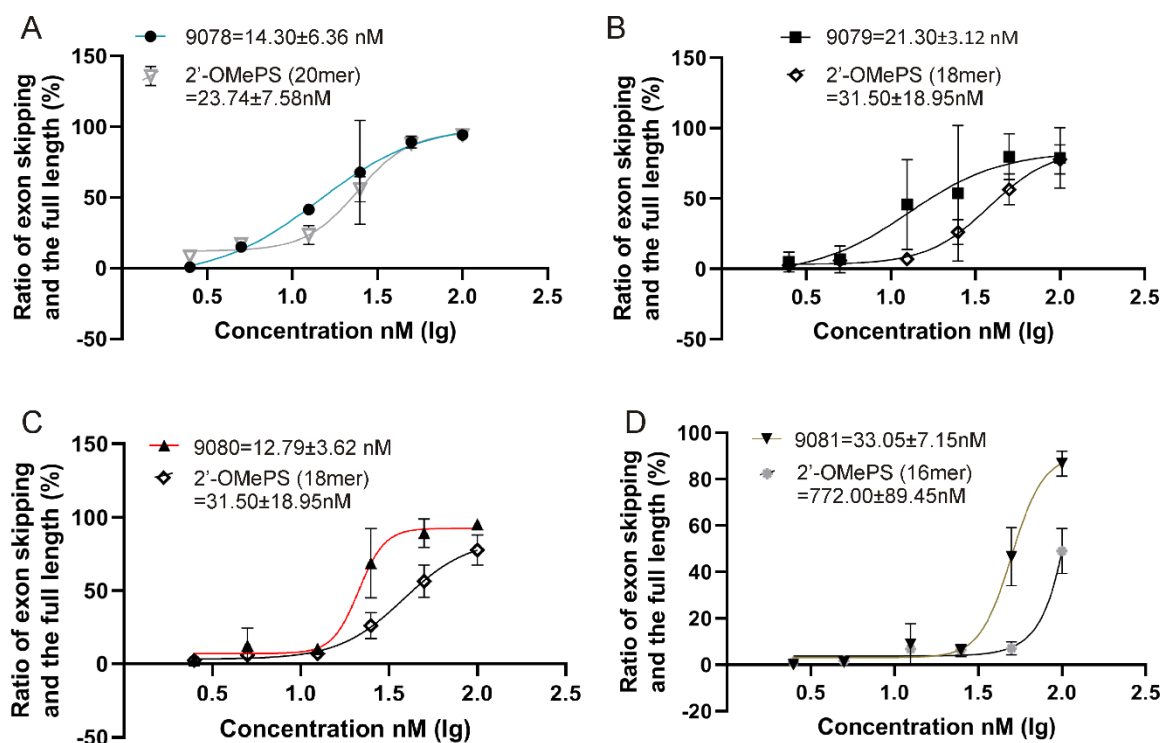 A
9078=14.30±6.36 nM
2'-OMePS (20mer)
=23.74±7.58nM
Ratio of exon skipping
and the full length (%)
150
100
50
0
-50
0.5
1.0
1.5
2.0
2.5
Concentration nM (lg)
B
9079=21.30±3.12 nM
2'-OMePS (18mer)
=31.50±18.95nM
Ratio of exon skipping
and the full length (%)
150
100
50
0
-50
0.5
1.0
1.5
2.0
2.5
Concentration nM (lg)
C
9080=12.79±3.62 nM
2'-OMePS (18mer)
=31.50±18.95nM
Ratio of exon skipping
and the full length (%)
150
100
50
0
-50
0.5
1.0
1.5
2.0
2.5
Concentration nM (lg)
D
9081=33.05±7.15nM
2'-OMePS (16mer)
=772.00±89.45nM
Ratio of exon skipping
and the full length (%)
100
80
60
40
20
0
-20
0.5
1.0
1.5
2.0
2.5
Concentration nM (lg)